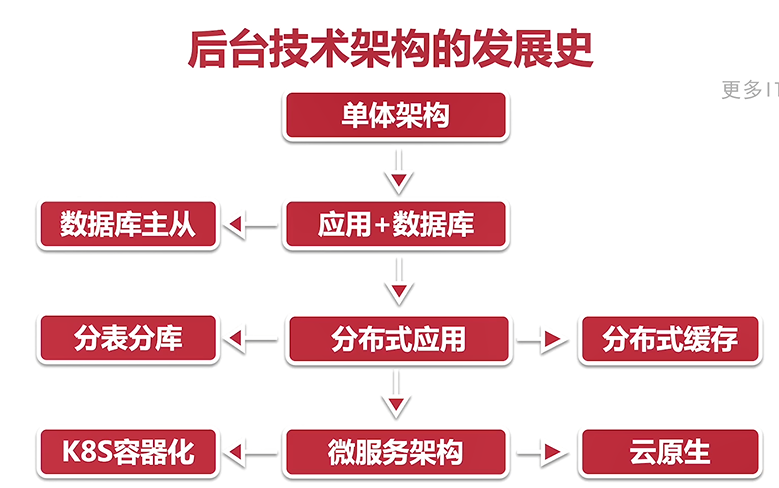 后台技术架构的发展史
更多IT
单体架构
数据库主从
应用+数据库
分表分库
分布式应用
分布式缓存
K8S容器化
微服务架构
云原生